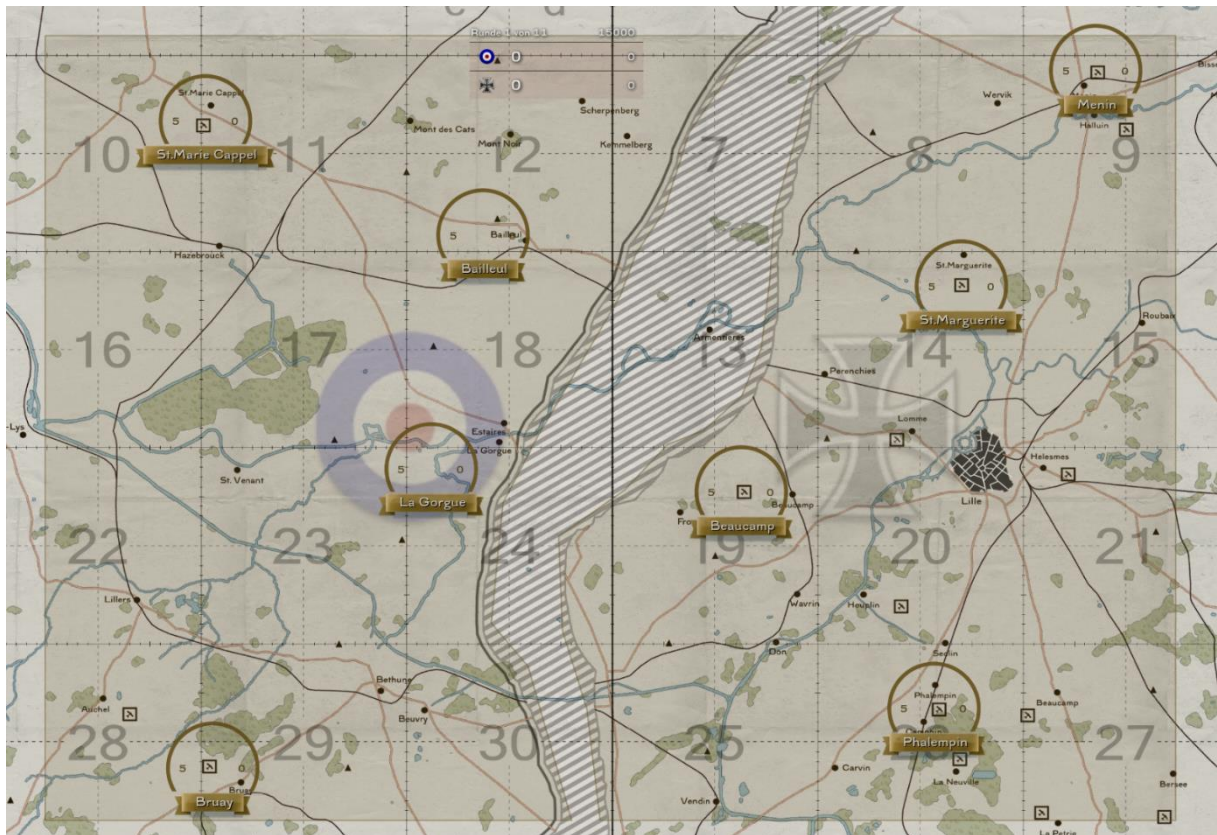 c d
Runde 1 von 11 15000
0 0
0 0
St.Marie Cappel
5 0
St.Marie Cappel
Mont des Cats
Mont Noir
Scherpenberg
Kemmelberg
Wervik
5 0
Menin
Halluin
10 11 12 7 8 9
5
Bailleul
Bailleul
Hazebrouck
St.Marguerite
5 0
St.Marguerite
Roubaix
Armentieres
16 17 18 13 14 15
Perenchies
Lomme
Estaires
La Gorgue
-Lys
St. Venant
5 0
La Gorgue
5 0
Beaucamp
Beaucamp
Helesmes
Lille
22 23 24 19 20 21
Lillers
Wavrin
Houplin
Don
Seclin
Auchel
Bethune
Beuvry
Phalempin
5 0
Phalempin
Beaucamp
28 29 30 25 27
5 0
Bruay
Carvin
La Neuville
Bersee
Vendin
La Petrie